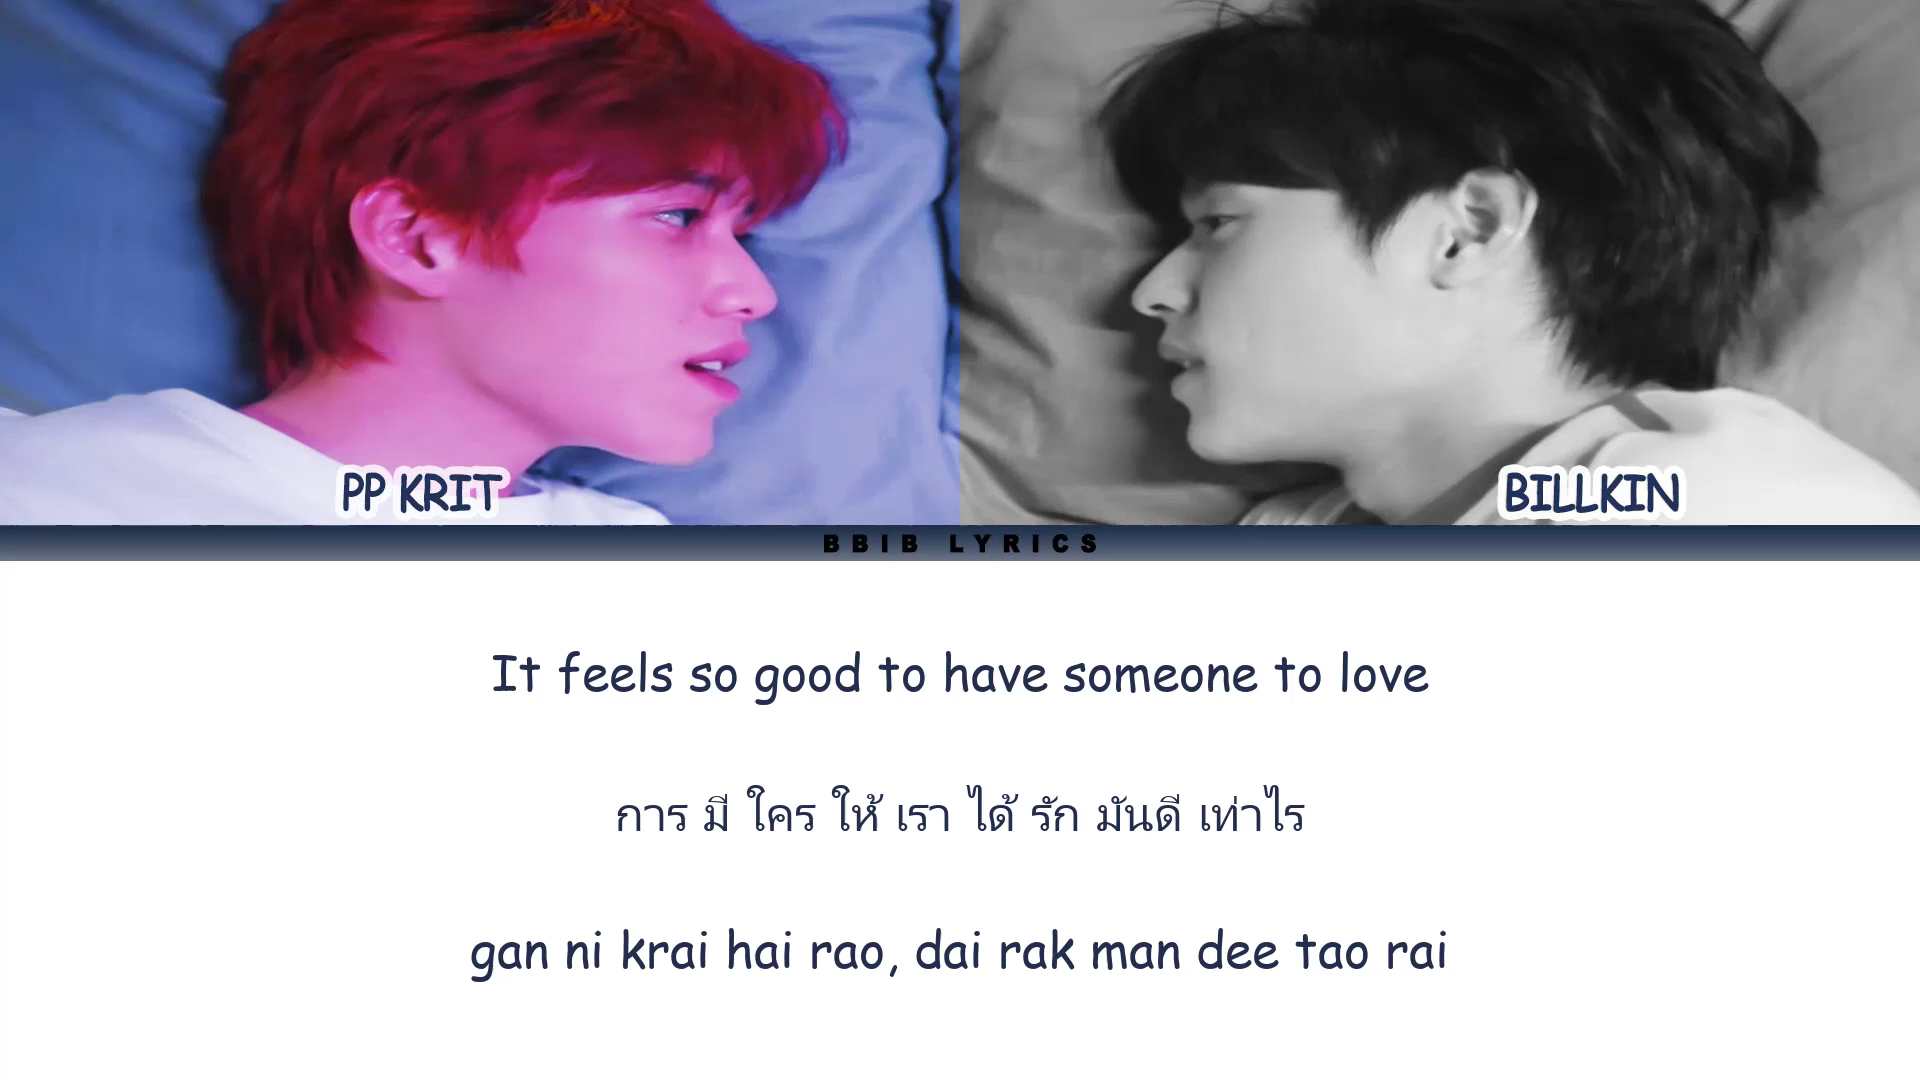 PP KRIT
BILLKIN
BBIB LYRICS
It feels so good to have someone to love
การ มี ใคร ให้ เรา ได้ รัก มันดี เท่าไร
gan ni krai hai rao, dai rak man dee tao rai